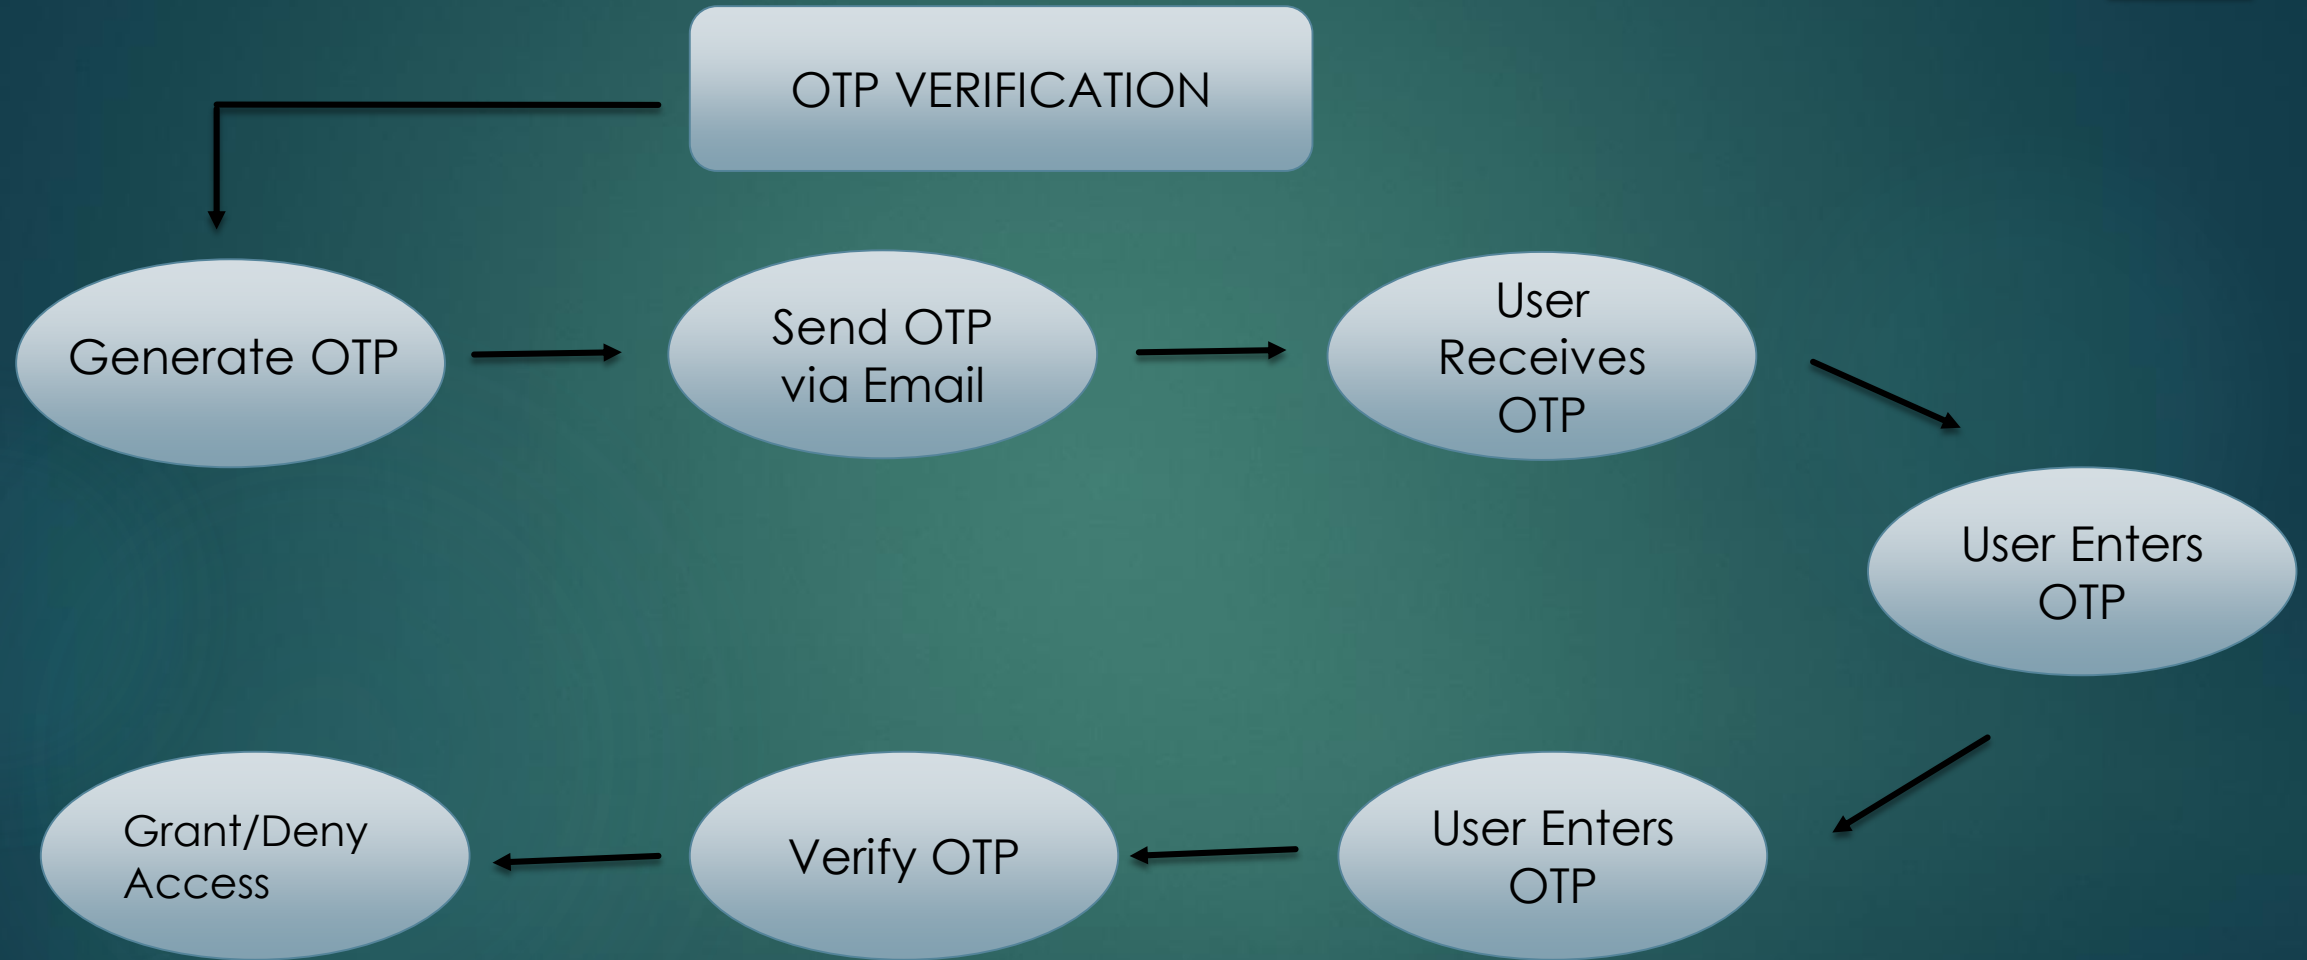 OTP VERIFICATION
Generate OTP
Send OTP
via Email
User
Receives
OTP
User Enters
OTP
User Enters
OTP
Verify OTP
Grant/Deny
Access